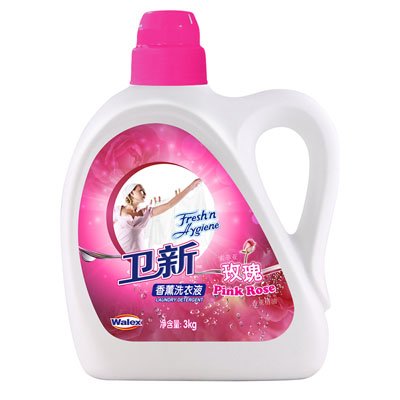 Fresh'n
Hygiene
卫新
玫瑰
Pink Rose
香薰洗衣液
LAUNDRY DETERGENT
Walex
净含量: 3kg